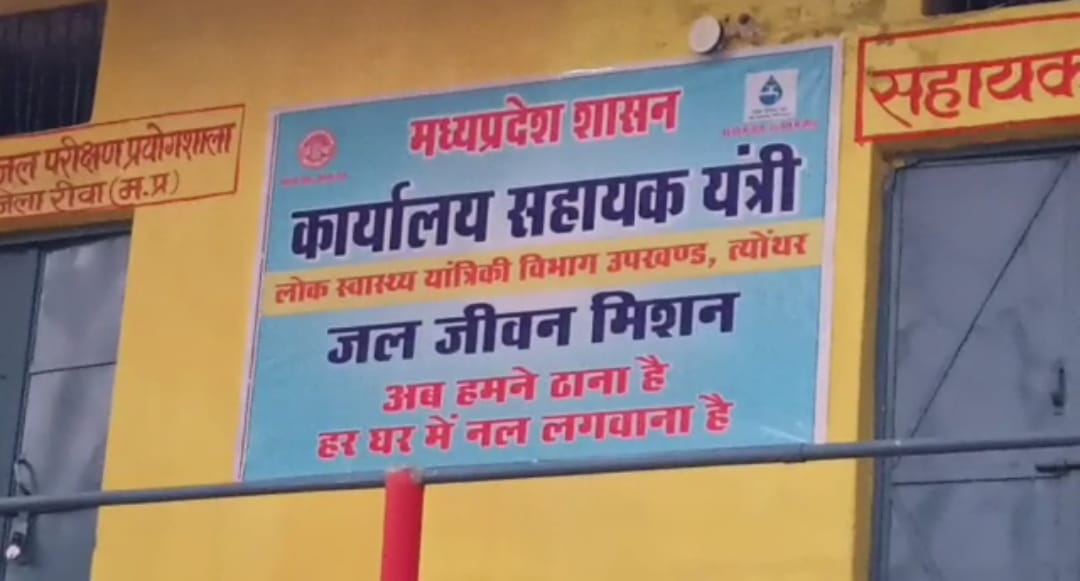 जल परीक्षण प्रयोगशाला
जिला रीवा (म.प्र)
मध्यप्रदेश शासन
कार्यालय सहायक यंत्री
लोक स्वास्थ्य यांत्रिकी विभाग उपखण्ड, त्योंथर
जल जीवन मिशन
अब हमने ठाना है
हर घर में नल लगवाना है
सहायक